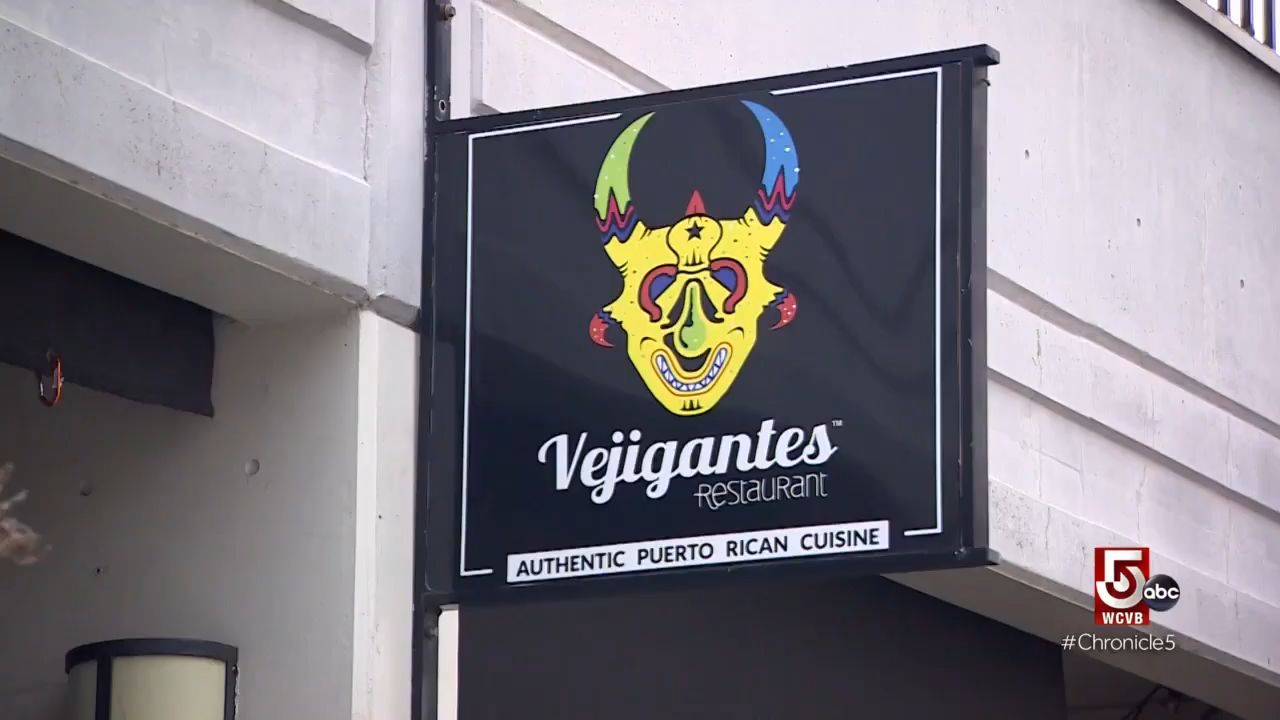 Vejigantes™
Restaurant
AUTHENTIC PUERTO RICAN CUISINE
5
abc
WCVB
#Chronicle5